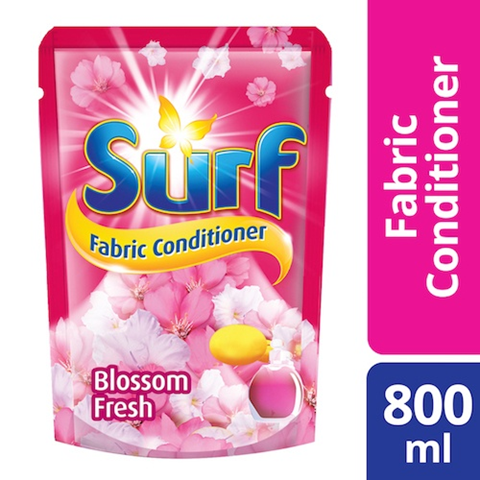 Surf
Fabric Conditioner
Blossom
Fresh
Fabric
Conditioner
800
ml